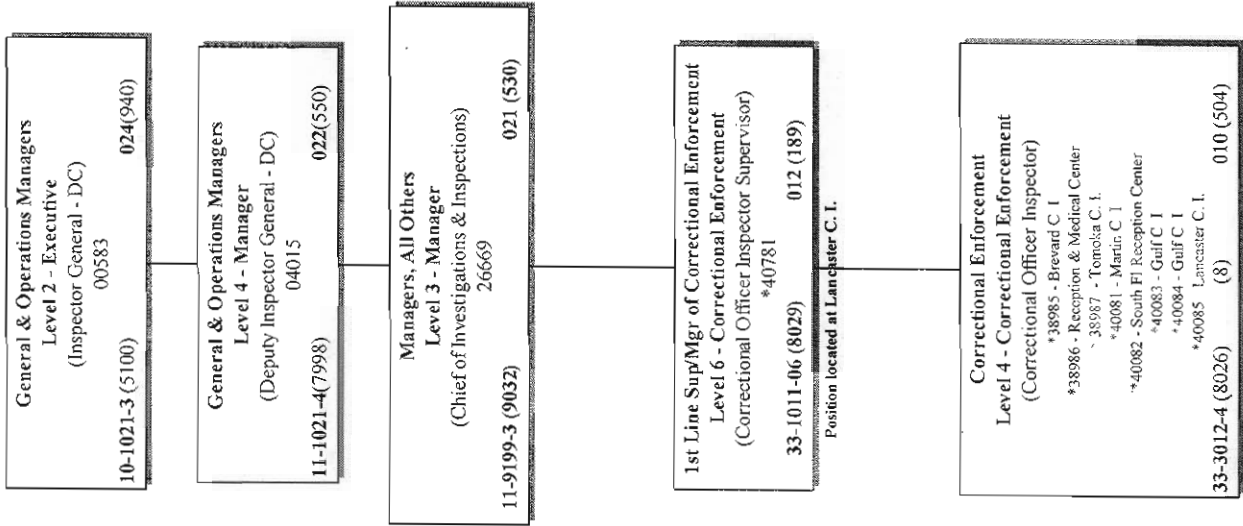 General & Operations Managers
Level 2 - Executive
(Inspector General - DC)
00583
10-1021-3 (5100) 024(940)
General & Operations Managers
Level 4 - Manager
(Deputy Inspector General - DC)
04015
11-1021-4(7998) 022(550)
Managers, All Others
Level 3 - Manager
(Chief of Investigations & Inspections)
26669
11-9199-3 (9032) 021 (530)
1st Line Sup/Mgr of Correctional Enforcement
Level 6 - Correctional Enforcement
(Correctional Officer Inspector Supervisor)
*40781
33-1011-06 (8029) 012 (189)
Position located at Lancaster C. I.
Correctional Enforcement
Level 4 - Correctional Enforcement
(Correctional Officer Inspector)
*38985 - Brevard C I
*38986 - Reception & Medical Center
* 38987 - Tomoka C. I.
*40081 - Martin C I
*40082 - South Fl Reception Center
*40083 - Gulf C I
*40084 - Gulf C I
*40085 Lancaster C. I.
33-3012-4 (8026) (8) 010 (504)